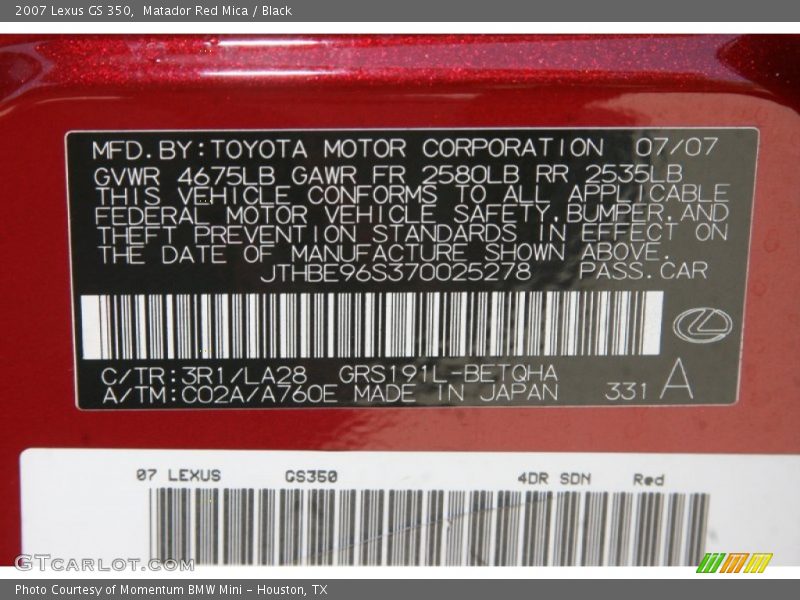 2007 Lexus GS 350,  Matador Red Mica / Black
MFD.BY:TOYOTA MOTOR CORPORATION 07/07
GVWR 4675LB GAWR FR 2580LB RR 2535LB
THIS VEHICLE CONFORMS TO ALL APPLICABLE
FEDERAL MOTOR VEHICLE SAFETY,BUMPER,AND
THEFT PREVENTION STANDARDS IN EFFECT ON
THE DATE OF MANUFACTURE SHOWN ABOVE.
JTHBE96S370025278 PASS.CAR
C/TR:3R1/LA28 GRS191L-BETQHA
A/TM:C02A/A760E MADE IN JAPAN 331 A
07 LEXUS GS350 4DR SDN Red
GTCARLOT.COM
Photo Courtesy of Momentum BMW Mini - Houston, TX